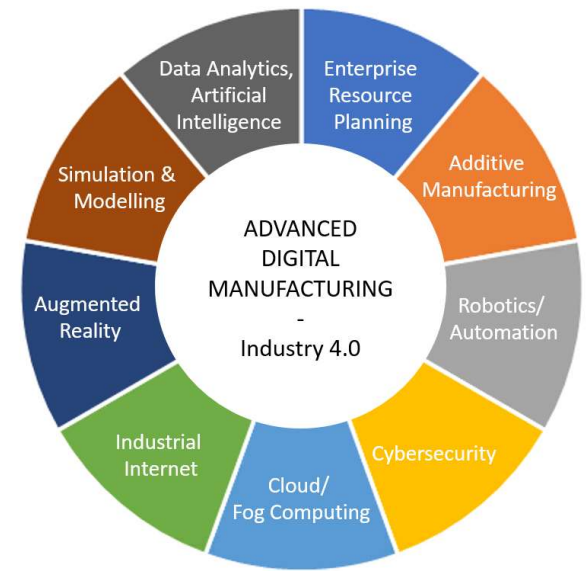 Data Analytics,
Artificial
Intelligence
Enterprise
Resource
Planning
Additive
Manufacturing
Robotics/
Automation
Cybersecurity
Cloud/
Fog Computing
Industrial
Internet
Augmented
Reality
Simulation &
Modelling
ADVANCED
DIGITAL
MANUFACTURING
-
Industry 4.0